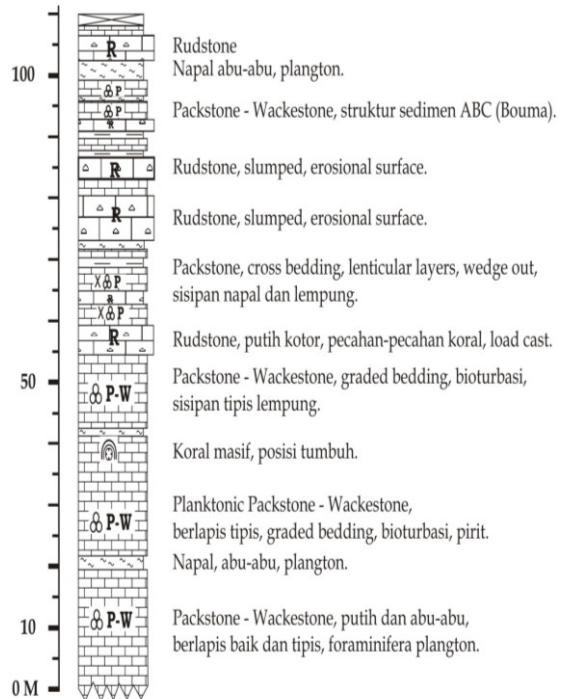 R
Rudstone
100
Napal abu-abu, plangton.
P
P
Packstone - Wackestone, struktur sedimen ABC (Bouma).
R
R
Rudstone, slumped, erosional surface.
R
Rudstone, slumped, erosional surface.
Packstone, cross bedding, lenticular layers, wedge out,
X P
sisipan napal dan lempung.
R
X P
R
Rudstone, putih kotor, pecahan-pecahan koral, load cast.
50
P-W
Packstone - Wackestone, graded bedding, bioturbasi,
sisipan tipis lempung.
Koral masif, posisi tumbuh.
P-W
Planktonic Packstone - Wackestone,
berlapis tipis, graded bedding, bioturbasi, pirit.
Napal, abu-abu, plangton.
10
P-W
Packstone - Wackestone, putih dan abu-abu,
berlapis baik dan tipis, foraminifera plangton.
0 M